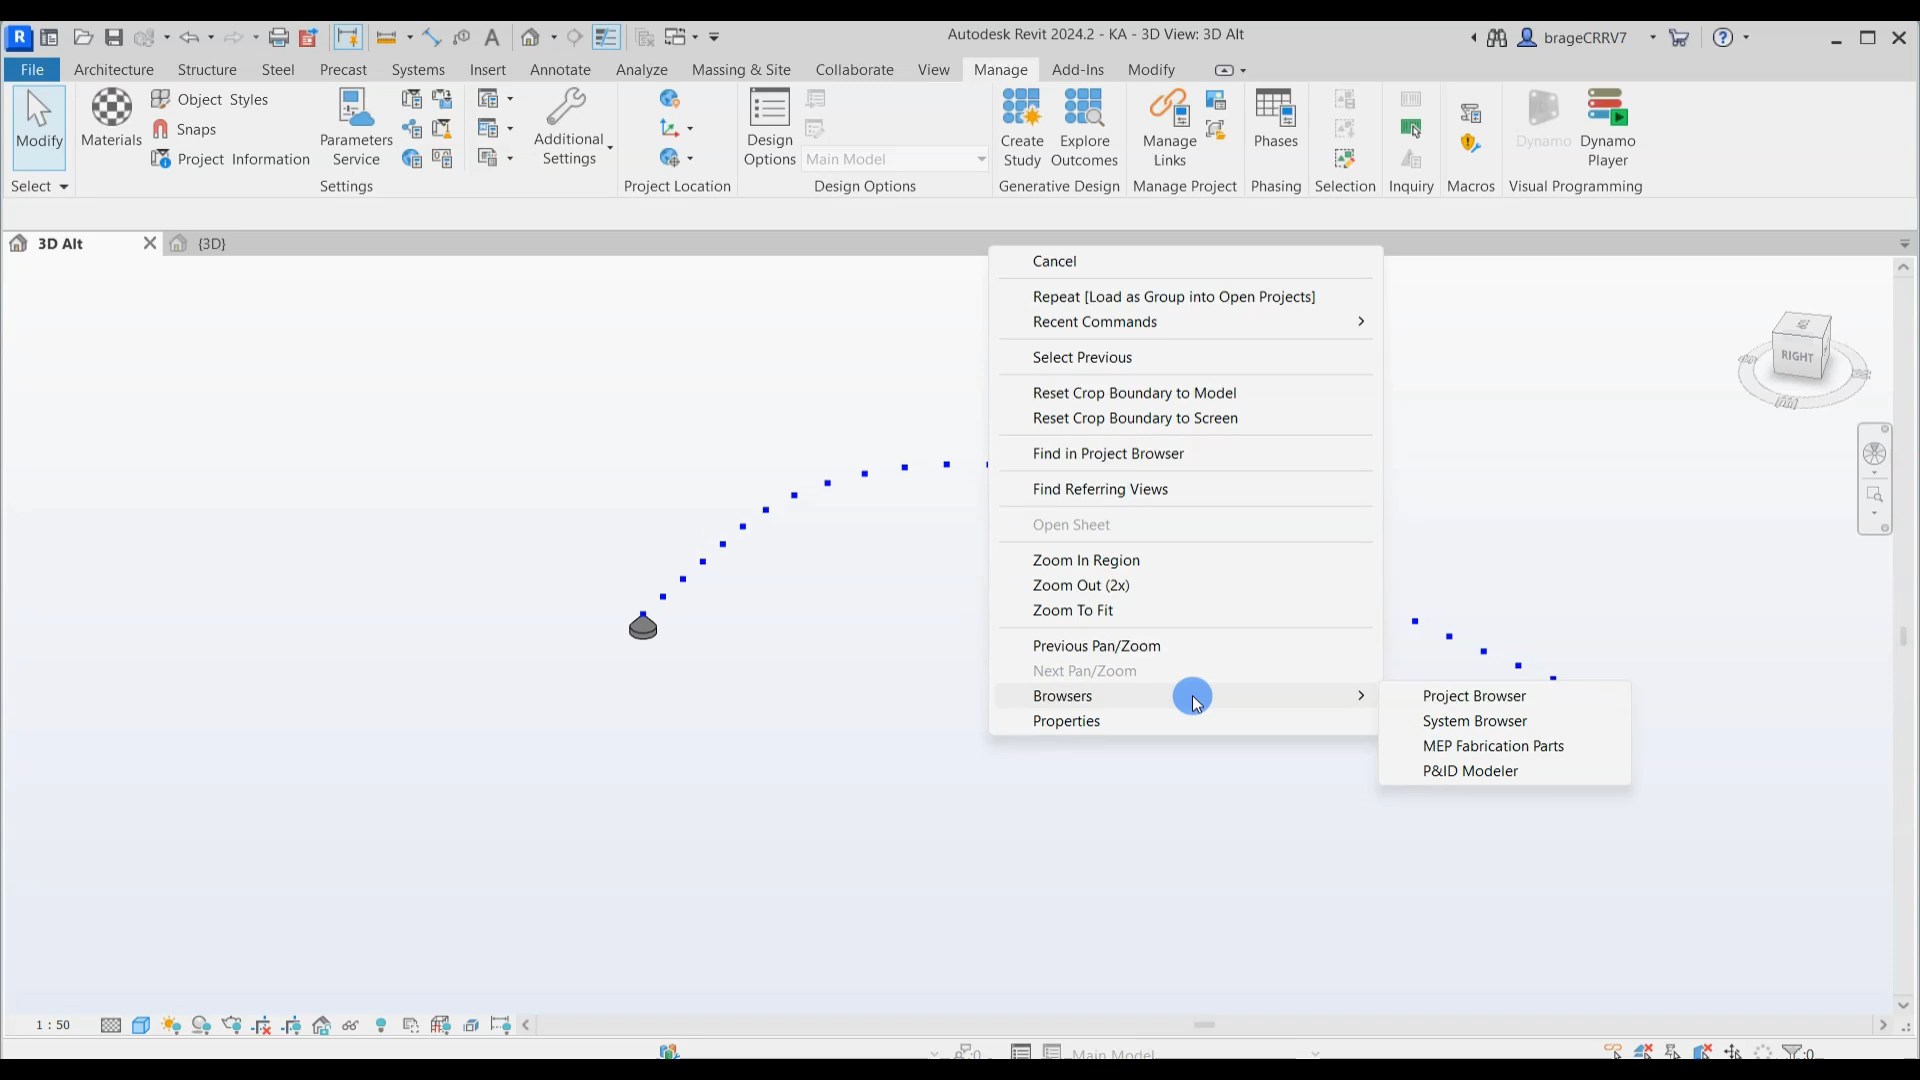 R
Autodesk Revit 2024.2 - KA - 3D View: 3D Alt
brageCRRV7
File Architecture Structure Steel Precast Systems Insert Annotate Analyze Massing & Site Collaborate View Manage Add-Ins Modify
Modify
Materials
Object Styles
Snaps
Project Information
Parameters
Service
Additional
Settings
Design
Options
Main Model
Create
Study
Explore
Outcomes
Manage
Links
Phases
Dynamo
Dynamo
Player
Select
Settings
Project Location
Design Options
Generative Design
Manage Project
Phasing
Selection
Inquiry
Macros
Visual Programming
3D Alt
{3D}
Cancel
Repeat [Load as Group into Open Projects]
Recent Commands
Select Previous
Reset Crop Boundary to Model
Reset Crop Boundary to Screen
Find in Project Browser
Find Referring Views
Open Sheet
Zoom In Region
Zoom Out (2x)
Zoom To Fit
Previous Pan/Zoom
Next Pan/Zoom
Browsers
Properties
Project Browser
System Browser
MEP Fabrication Parts
P&ID Modeler
RIGHT
1 : 50
:0
Main Model
:0